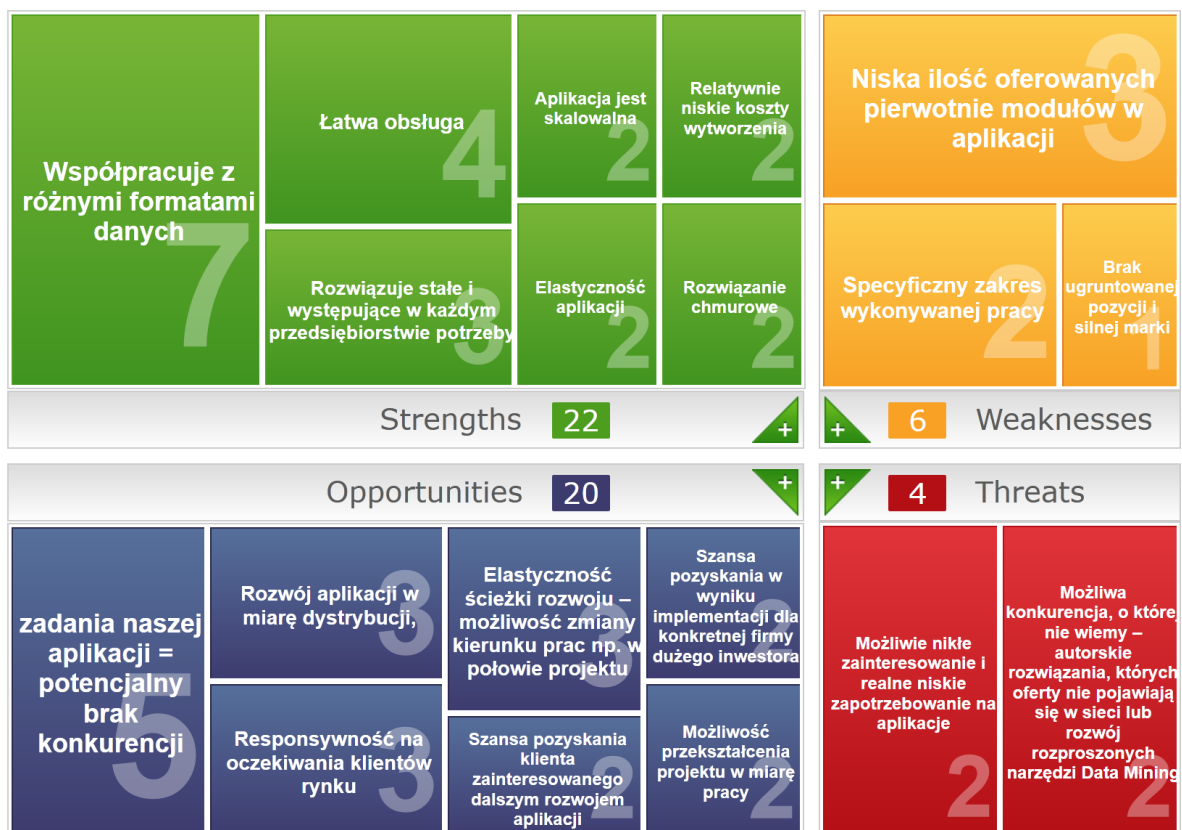 Współpracuje z
różnymi formatami
danych
7
Łatwa obsługa
4
Rozwiązuje stałe i
występujące w każdym
przedsiębiorstwie potrzeby
3
Aplikacja jest
skalowalna
2
Relatywnie
niskie koszty
wytworzenia
2
Elastyczność
aplikacji
2
Rozwiązanie
chmurowe
2
Strengths 22
+
Niska ilość oferowanych
pierwotnie modułów w
aplikacji
3
Specyficzny zakres
wykonywanej pracy
2
Brak
ugruntowanej
pozycji i
silnej marki
1
+
6 Weaknesses
Opportunities 20
+
zadania naszej
aplikacji =
potencjalny
brak
konkurencji
5
Rozwój aplikacji w
miarę dystrybucji,
3
Responsywność na
oczekiwania klientów
rynku
3
Elastyczność
ścieżki rozwoju –
możliwość zmiany
kierunku prac np. w
połowie projektu
3
Szansa pozyskania
klienta
zainteresowanego
dalszym rozwojem
aplikacji
2
Szansa
pozyskania w
wyniku
implementacji dla
konkretnej firmy
dużego inwestora
2
Możliwość
przekształcenia
projektu w miarę
pracy
2
+
4 Threats
Możliwie nikłe
zainteresowanie i
realne niskie
zapotrzebowanie na
aplikacje
2
Możliwa
konkurencja, o której
nie wiemy –
autorskie
rozwiązania, których
oferty nie pojawiają
się w sieci lub
rozwój
rozproszonych
narzędzi Data Mining
2